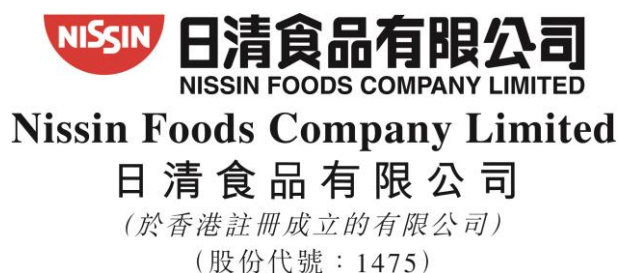 NISSIN 日清食品有限公司
NISSIN FOODS COMPANY LIMITED
Nissin Foods Company Limited
日清食品有限公司
(於香港註冊成立的有限公司)
(股份代號：1475)